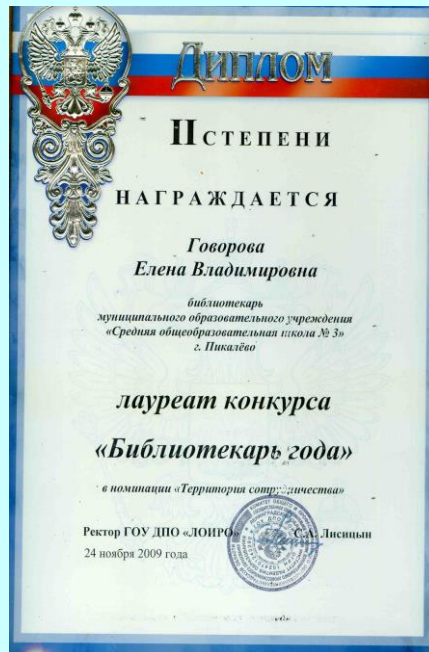 Диплом
II СТЕПЕНИ
НАГРАЖДАЕТСЯ
Говорова
Елена Владимировна
библиотекарь
муниципального образовательного учреждения
«Средняя общеобразовательная школа № 3»
г. Пикалёво
лауреат конкурса
«Библиотекарь года»
в номинации «Территория сотрудничества»
Ректор ГОУ ДПО «ЛОИРО» С.А. Лисицын
24 ноября 2009 года